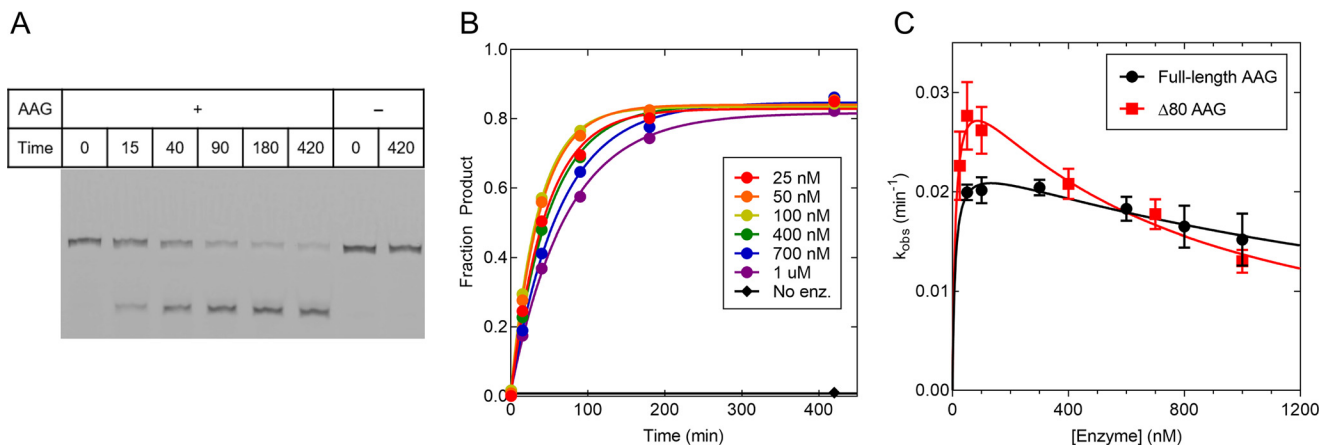 A
AAG + −
Time 0 15 40 90 180 420 0 420
B
Fraction Product
1.0
0.8
0.6
0.4
0.2
0.0
25 nM
50 nM
100 nM
400 nM
700 nM
1 uM
No enz.
0 100 200 300 400
Time (min)
C
kobs (min-1)
0.03
0.02
0.01
0.00
Full-length AAG
Δ80 AAG
0 400 800 1200
[Enzyme] (nM)